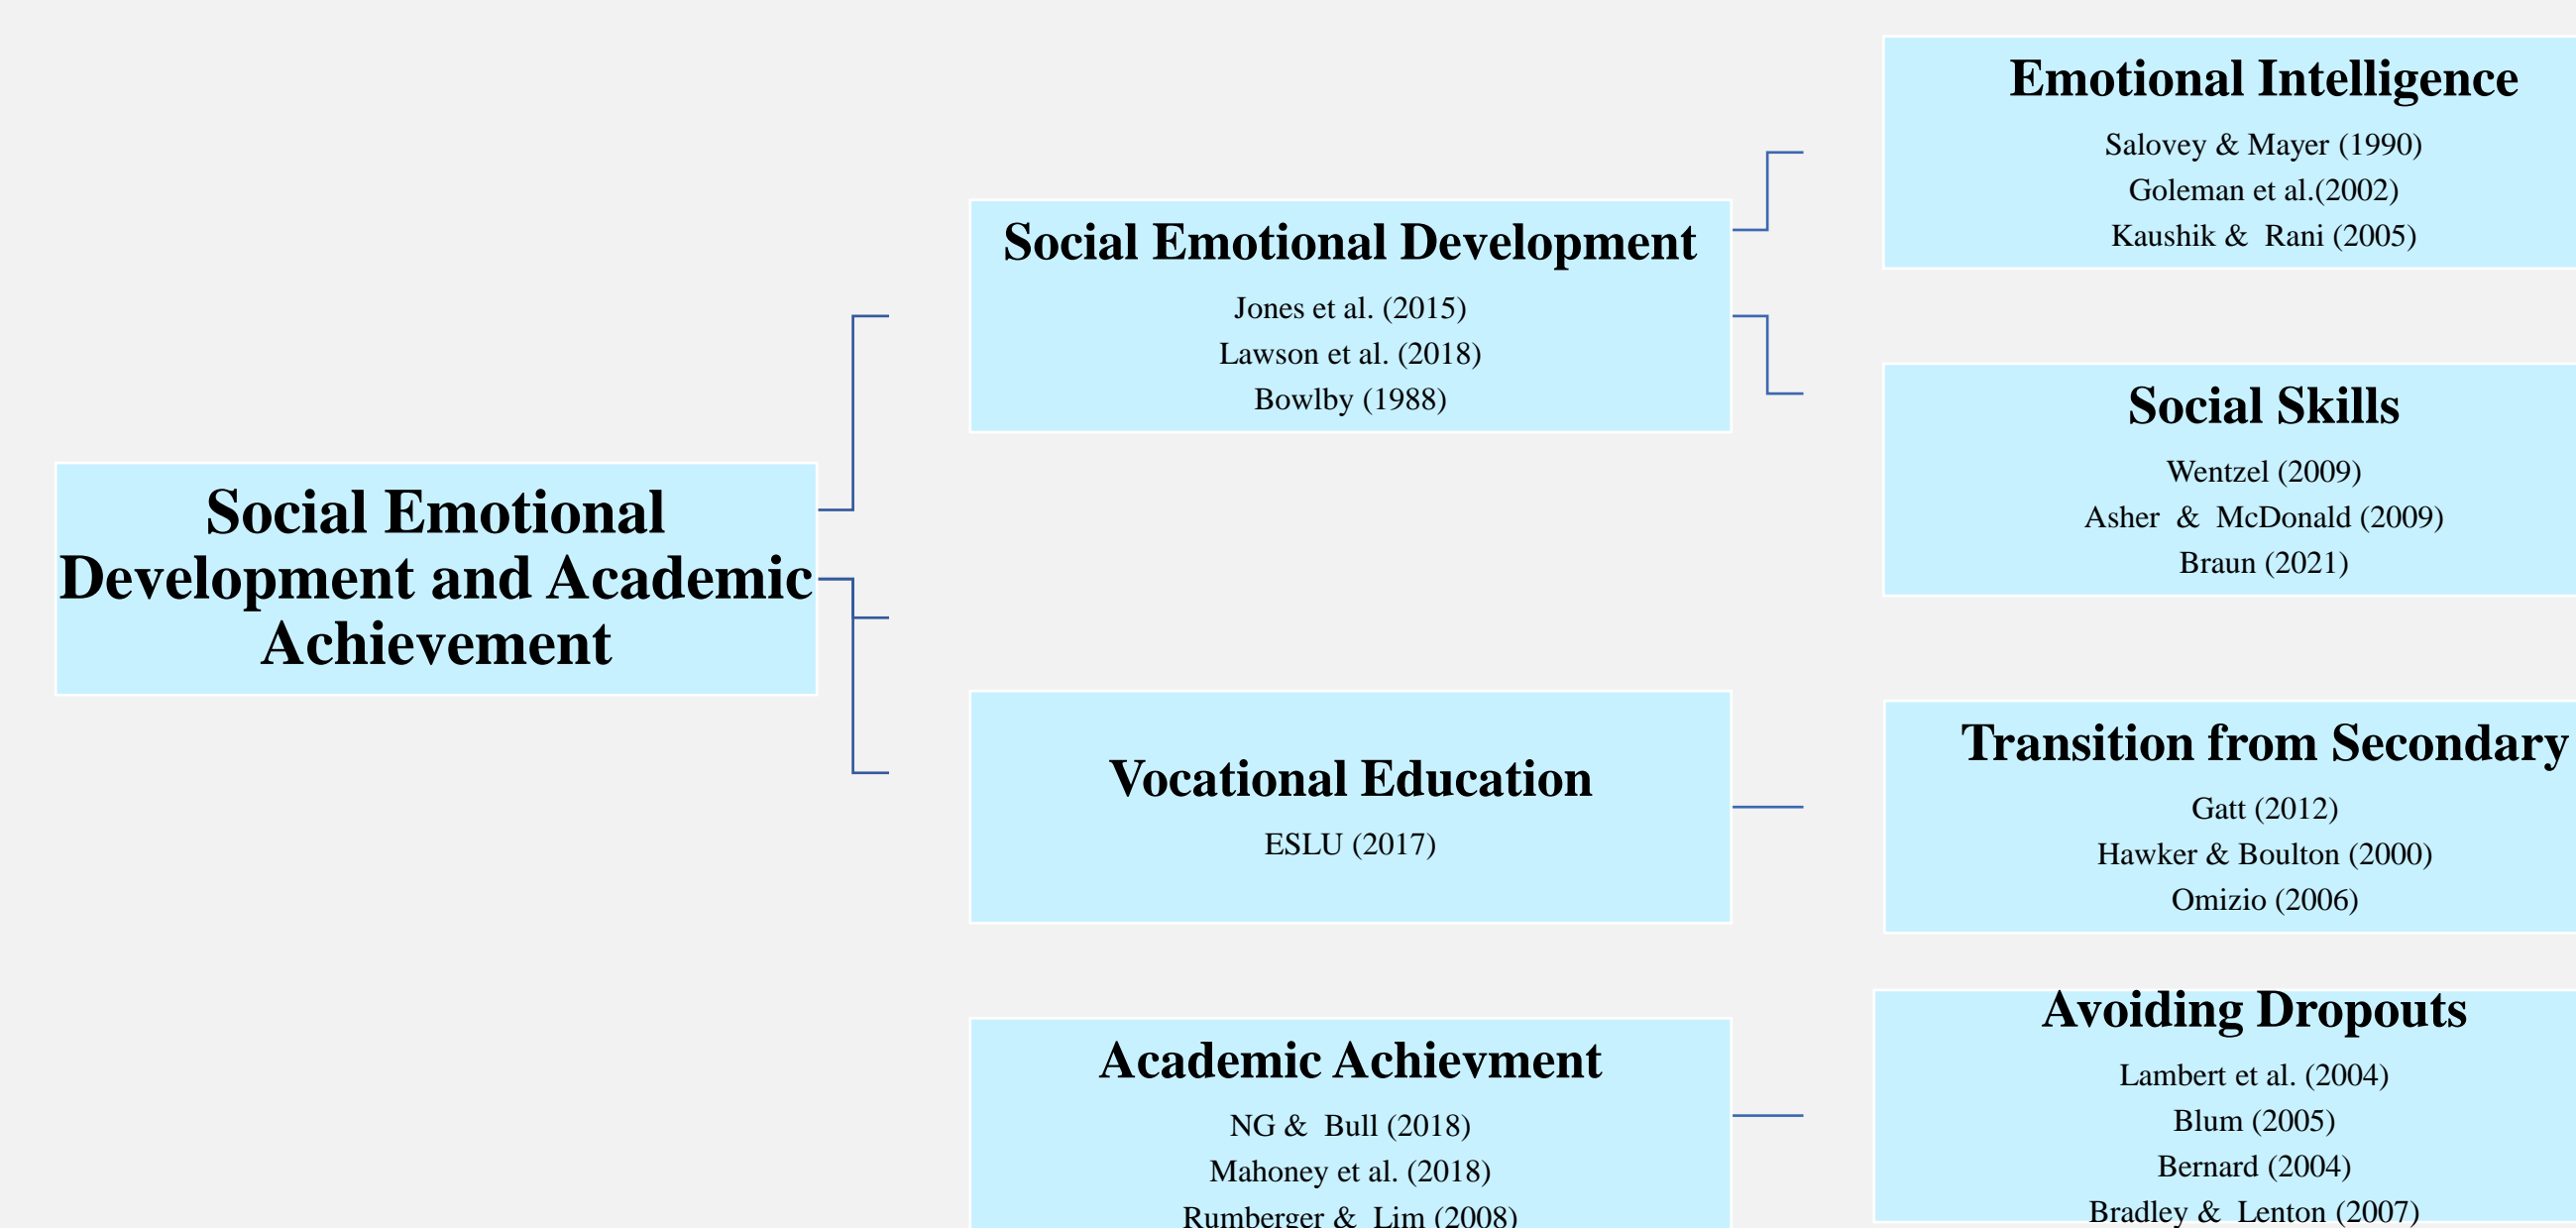 Social Emotional
Development and Academic
Achievement
Social Emotional Development
Jones et al. (2015)
Lawson et al. (2018)
Bowlby (1988)
Emotional Intelligence
Salovey & Mayer (1990)
Goleman et al.(2002)
Kaushik &  Rani (2005)
Social Skills
Wentzel (2009)
Asher  &  McDonald (2009)
Braun (2021)
Vocational Education
ESLU (2017)
Transition from Secondary
Gatt (2012)
Hawker & Boulton (2000)
Omizio (2006)
Academic Achievment
NG &  Bull (2018)
Mahoney et al. (2018)
Rumberger &  Lim (2008)
Avoiding Dropouts
Lambert et al. (2004)
Blum (2005)
Bernard (2004)
Bradley &  Lenton (2007)